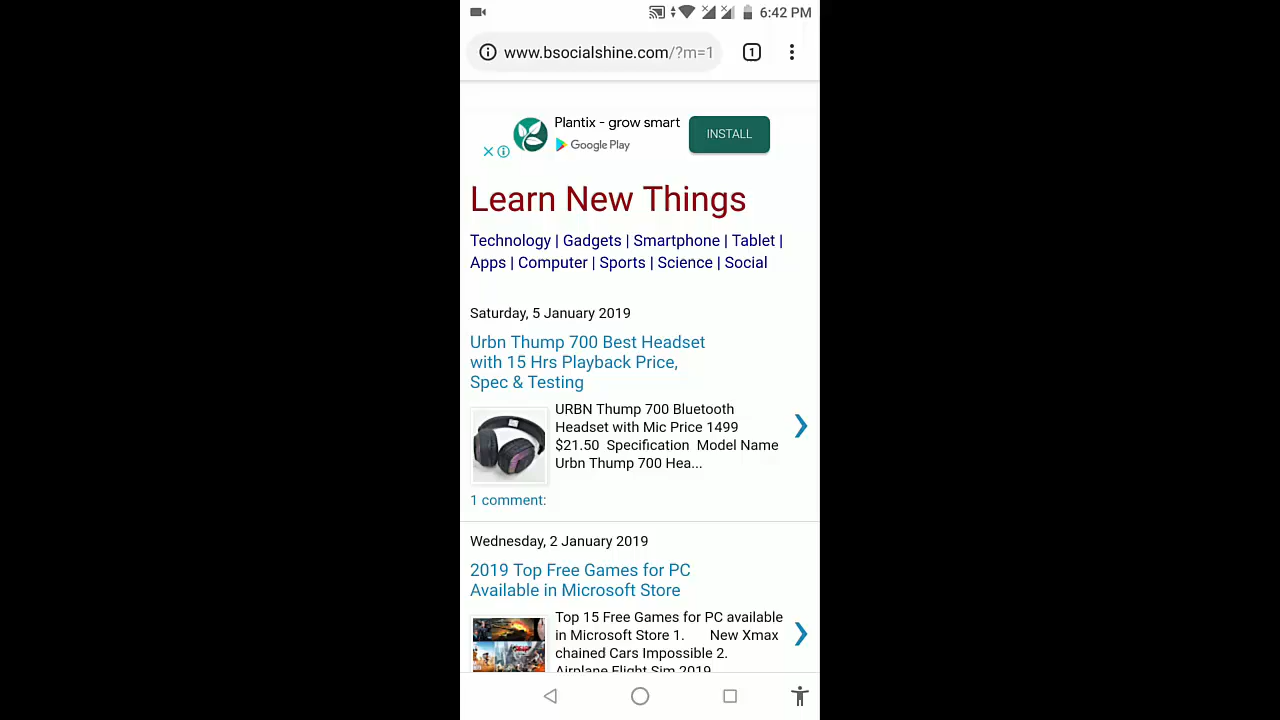 6:42 PM
www.bsocialshine.com/?m=1
1
Plantix - grow smart
Google Play
INSTALL
Learn New Things
Technology | Gadgets | Smartphone | Tablet |
Apps | Computer | Sports | Science | Social
Saturday, 5 January 2019
Urbn Thump 700 Best Headset
with 15 Hrs Playback Price,
Spec & Testing
URBN Thump 700 Bluetooth
Headset with Mic Price 1499
$21.50 Specification Model Name
Urbn Thump 700 Hea...
1 comment:
Wednesday, 2 January 2019
2019 Top Free Games for PC
Available in Microsoft Store
Top 15 Free Games for PC available
in Microsoft Store 1. New Xmax
chained Cars Impossible 2.
Airplane Flight Sim 2019